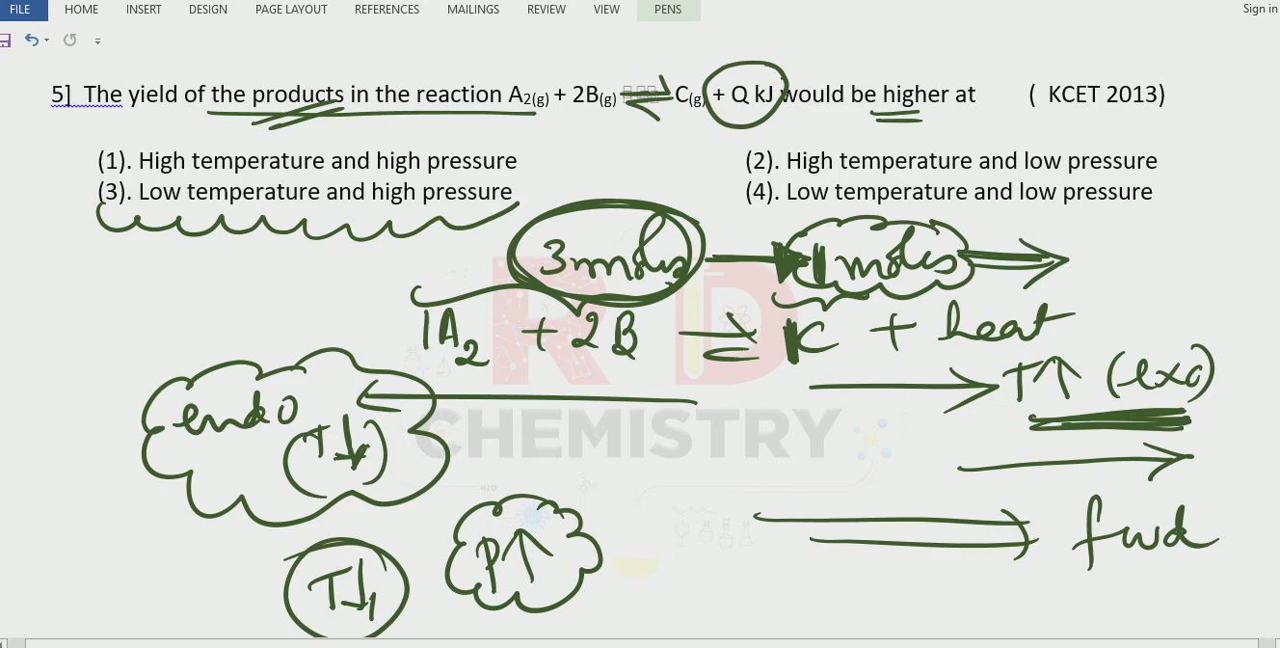 FILE HOME INSERT DESIGN PAGE LAYOUT REFERENCES MAILINGS REVIEW VIEW PENS Sign in
5] The yield of the products in the reaction A₂(g) + 2B(g) ⇌ C(g) + Q kJ would be higher at ( KCET 2013)
(1). High temperature and high pressure (2). High temperature and low pressure
(3). Low temperature and high pressure (4). Low temperature and low pressure
3moles → 1 moles
1A₂ + 2B ⇌ 1C + heat
T↑ (exo)
endo
T↓
R D
CHEMISTRY
H2O
P↑
fwd
T↓